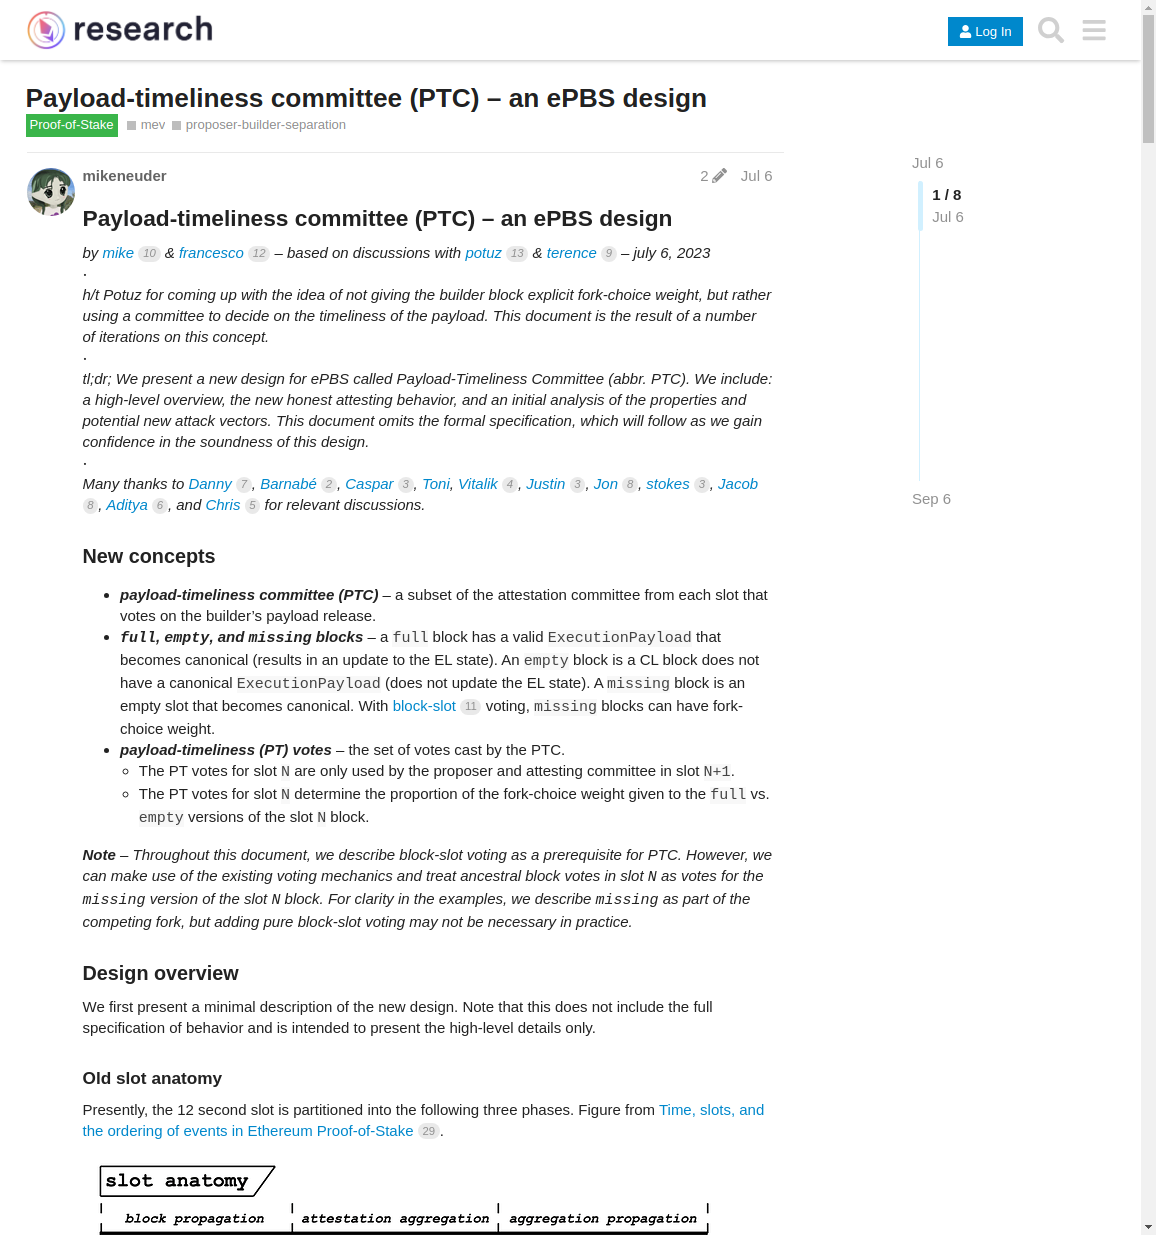 research
Log In
Payload-timeliness committee (PTC) – an ePBS design
Proof-of-Stake mev proposer-builder-separation
mikeneuder 2 Jul 6
Jul 6
1 / 8
Jul 6
Sep 6
Payload-timeliness committee (PTC) – an ePBS design
by mike 10 & francesco 12 – based on discussions with potuz 13 & terence 9 – july 6, 2023
·
h/t Potuz for coming up with the idea of not giving the builder block explicit fork-choice weight, but rather
using a committee to decide on the timeliness of the payload. This document is the result of a number
of iterations on this concept.
·
tl;dr; We present a new design for ePBS called Payload-Timeliness Committee (abbr. PTC). We include:
a high-level overview, the new honest attesting behavior, and an initial analysis of the properties and
potential new attack vectors. This document omits the formal specification, which will follow as we gain
confidence in the soundness of this design.
·
Many thanks to Danny 7, Barnabé 2, Caspar 3, Toni, Vitalik 4, Justin 3, Jon 8, stokes 3, Jacob
8, Aditya 6, and Chris 5 for relevant discussions.
New concepts
• payload-timeliness committee (PTC) – a subset of the attestation committee from each slot that
votes on the builder’s payload release.
• full, empty, and missing blocks – a full block has a valid ExecutionPayload that
becomes canonical (results in an update to the EL state). An empty block is a CL block does not
have a canonical ExecutionPayload (does not update the EL state). A missing block is an
empty slot that becomes canonical. With block-slot 11 voting, missing blocks can have fork-
choice weight.
• payload-timeliness (PT) votes – the set of votes cast by the PTC.
◦ The PT votes for slot N are only used by the proposer and attesting committee in slot N+1.
◦ The PT votes for slot N determine the proportion of the fork-choice weight given to the full vs.
empty versions of the slot N block.
Note – Throughout this document, we describe block-slot voting as a prerequisite for PTC. However, we
can make use of the existing voting mechanics and treat ancestral block votes in slot N as votes for the
missing version of the slot N block. For clarity in the examples, we describe missing as part of the
competing fork, but adding pure block-slot voting may not be necessary in practice.
Design overview
We first present a minimal description of the new design. Note that this does not include the full
specification of behavior and is intended to present the high-level details only.
Old slot anatomy
Presently, the 12 second slot is partitioned into the following three phases. Figure from Time, slots, and
the ordering of events in Ethereum Proof-of-Stake 29.
slot anatomy
block propagation attestation aggregation aggregation propagation